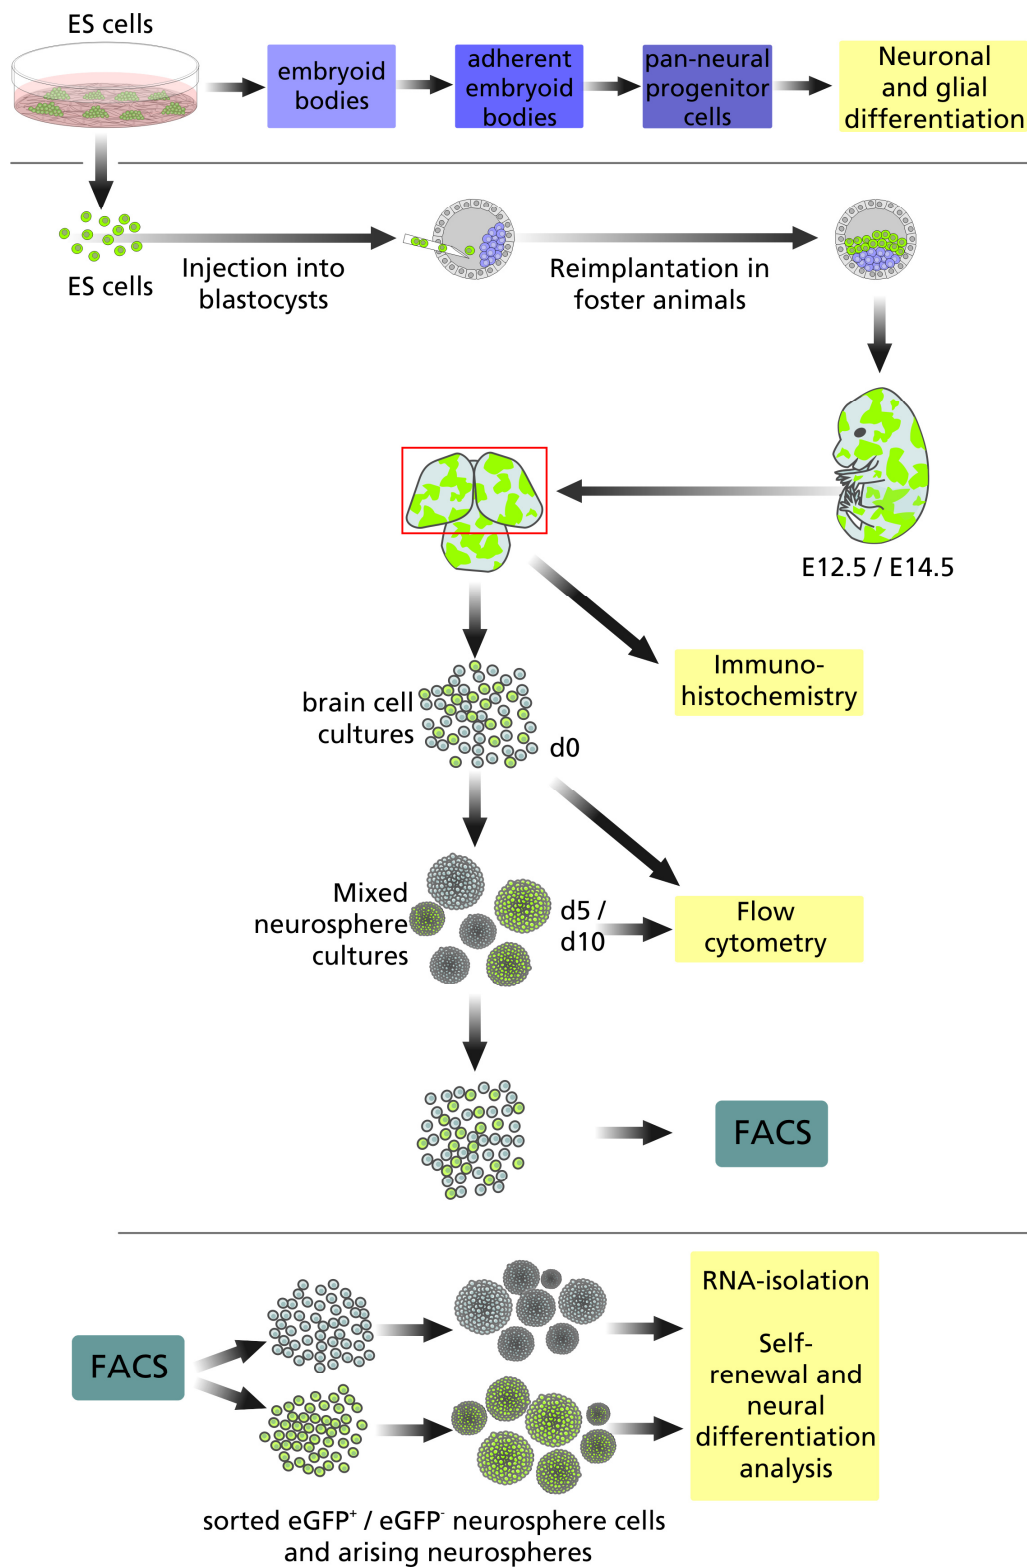 ES cells
embryoid
bodies
adherent
embryoid
bodies
pan-neural
progenitor
cells
Neuronal
and glial
differentiation
ES cells
Injection into
blastocysts
Reimplantation in
foster animals
E12.5 / E14.5
Immuno-
histochemistry
brain cell
cultures
d0
Mixed
neurosphere
cultures
d5 /
d10
Flow
cytometry
FACS
FACS
RNA-isolation
Self-
renewal and
neural
differentiation
analysis
sorted eGFP⁺ / eGFP⁻ neurosphere cells
and arising neurospheres